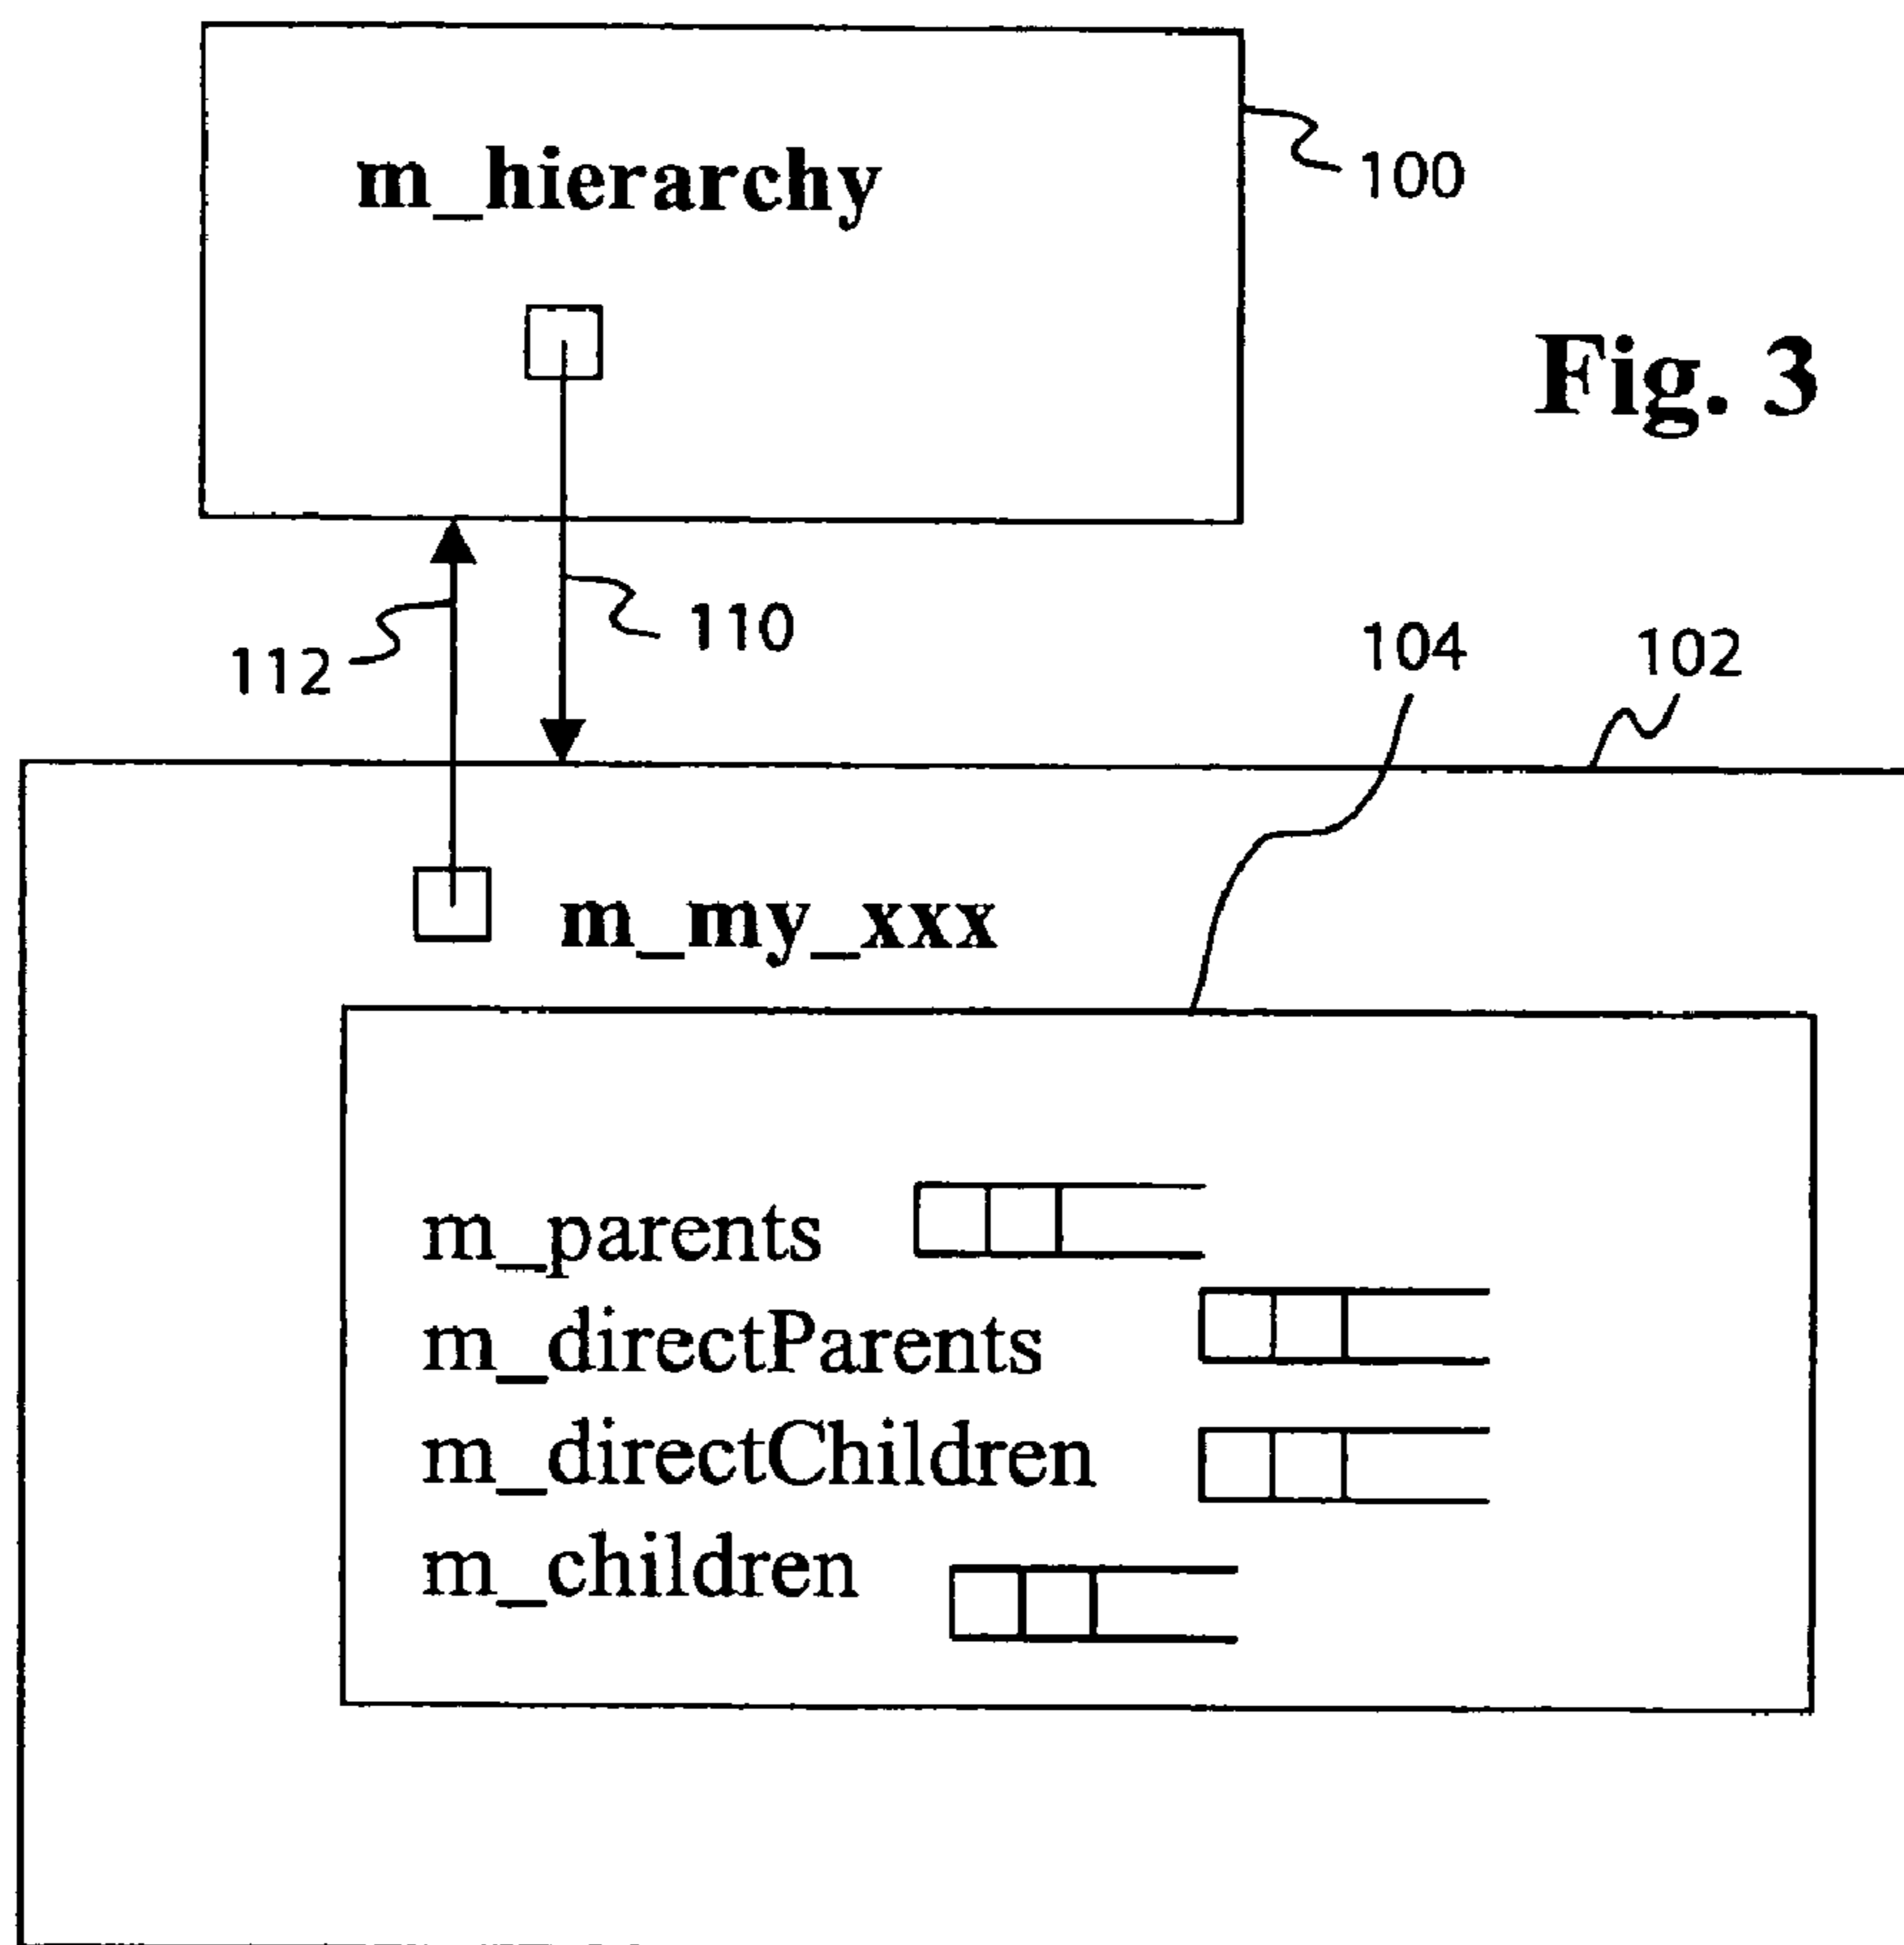 m_hierarchy
100
Fig. 3
112
110
104
102
m_my_xxx
m_parents
m_directParents
m_directChildren
m_children